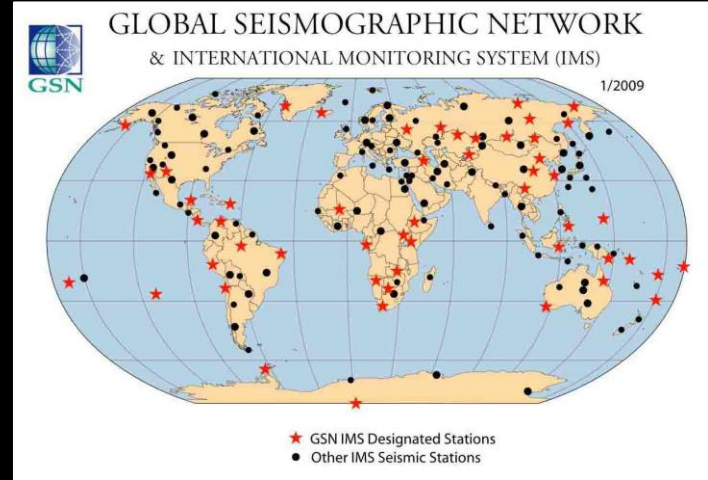 GLOBAL SEISMOGRAPHIC NETWORK
& INTERNATIONAL MONITORING SYSTEM (IMS)
GSN
1/2009
GSN IMS Designated Stations
Other IMS Seismic Stations